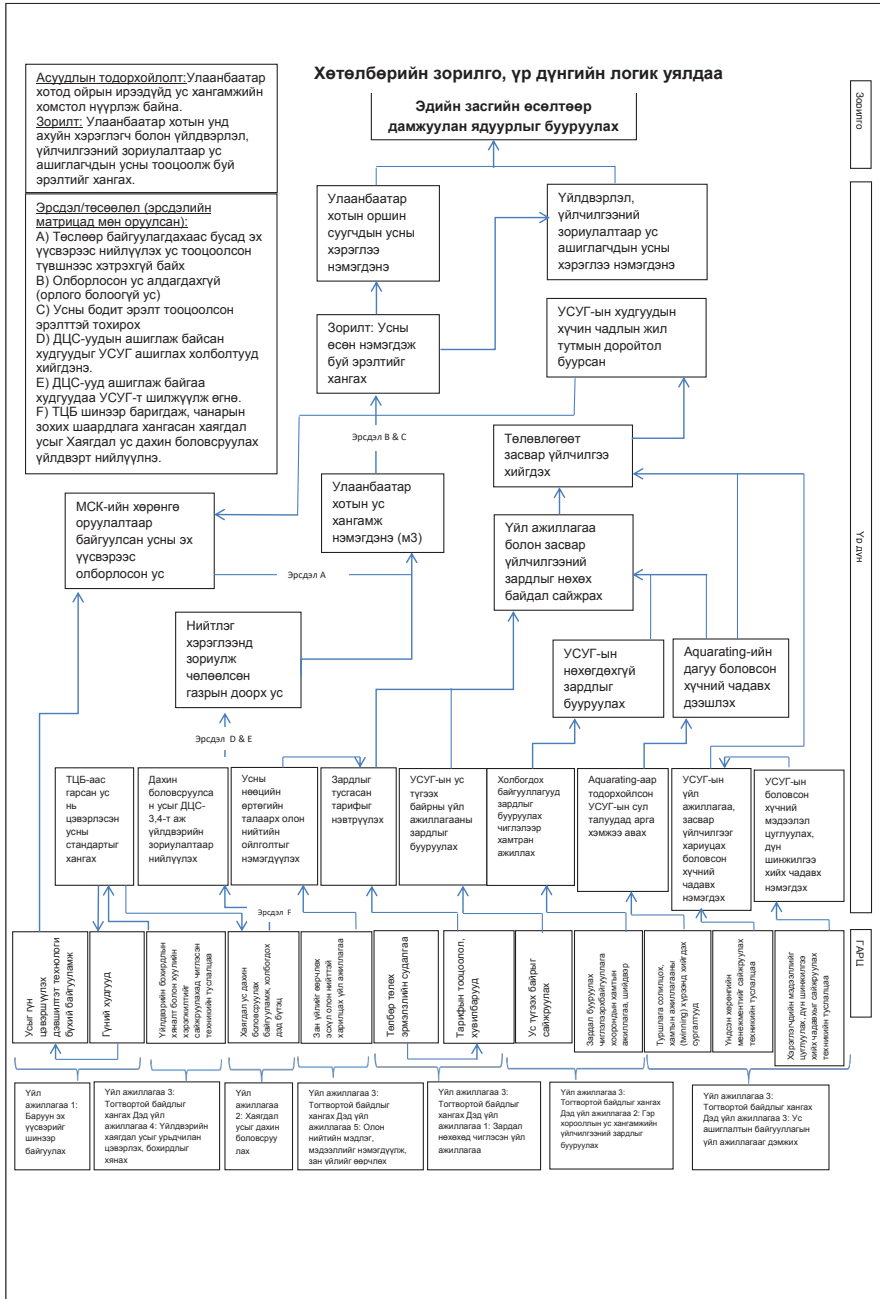 Хөтөлбөрийн зорилго, үр дүнгийн логик уялдаа
Асуудлын тодорхойлолт:Улаанбаатар
хотод ойрын ирээдүйд ус хангамжийн
хомстол нүүрлэж байна.
Зорилт: Улаанбаатар хотын унд
ахуйн хэрэглэгч болон үйлдвэрлэл,
үйлчилгээний зориулалтаар ус
ашиглагчдын усны тооцоолж буй
эрэлтийг хангах.
Эрсдэл/төсөөлөл (эрсдэлийн
матрицад мөн оруулсан):
A) Төслөөр байгуулагдахаас бусад эх
үүсвэрээс нийлүүлэх ус тооцоолсон
түвшнээс хэтрэхгүй байх
B) Олборлосон ус алдагдахгүй
(орлого болоогүй ус)
C) Усны бодит эрэлт тооцоолсон
эрэлттэй тохирох
D) ДЦС-уудын ашиглаж байсан
худгуудыг УСУГ ашиглах холболтууд
хийгдэнэ.
E) ДЦС-ууд ашиглаж байгаа
худгуудаа УСУГ-т шилжүүлж өгнө.
F) ТЦБ шинээр баригдаж, чанарын
зохих шаардлага хангасан хаягдал
усыг Хаягдал ус дахин боловсруулах
үйлдвэрт нийлүүлнэ.
Эдийн засгийн өсөлтөөр
дамжуулан ядуурлыг бууруулах
Зорилго
Улаанбаатар
хотын оршин
суугчдын усны
хэрэглээ
нэмэгдэнэ
Үйлдвэрлэл,
үйлчилгээний
зориулалтаар ус
ашиглагчдын усны
хэрэглээ нэмэгдэнэ
Зорилт: Усны
өсөн нэмэгдэж
буй эрэлтийг
хангах
УСУГ-ын худгуудын
хүчин чадлын жил
тутмын доройтол
буурсан
Эрсдэл B & C
Төлөвлөгөөт
засвар үйлчилгээ
хийгдэх
МСК-ийн хөрөнгө
оруулалтаар
байгуулсан усны эх
үүсвэрээс
олборлосон ус
Улаанбаатар
хотын ус
хангамж
нэмэгдэнэ (м3)
Үйл ажиллагаа
болон засвар
үйлчилгээний
зардлыг нөхөх
байдал сайжрах
Үр дүн
Эрсдэл A
Нийтлэг
хэрэглээнд
зориулж
чөлөөлсөн
газрын доорх ус
УСУГ-ын
нөхөгдөхгүй
зардлыг
бууруулах
Aquarating-ийн
дагуу боловсон
хүчний чадавх
дээшлэх
Эрсдэл D & E
ТЦБ-аас
гарсан ус
нь
цэвэрлэсэн
усны
стандартыг
хангах
Дахин
боловсруулса
н усыг ДЦС-
3,4-т аж
үйлдвэрийн
зориулалтаар
нийлүүлэх
Усны
нөөцийн
өртөгийн
талаарх олон
нийтийн
ойлголтыг
нэмэгдүүлэх
Зардлыг
тусгасан
тарифыг
нэвтрүүлэх
УСУГ-ын ус
түгээх
байрны үйл
ажиллагааны
зардлыг
бууруулах
Холбогдох
байгууллагууд
зардлыг
бууруулах
чиглэлээр
хамтран
ажиллах
Aquarating-аар
тодорхойлсон
УСУГ-ын сул
талуудад арга
хэмжээ авах
УСУГ-ын
үйл
ажиллагаа,
засвар
үйлчилгээг
хариуцах
боловсон
хүчний
чадавх
нэмэгдэх
УСУГ-ын
боловсон
хүчний
мэдээлэл
цуглуулах,
дүн
шинжилгээ
хийх чадавх
нэмэгдэх
Эрсдэл F
Усыг гүн
цэвэршүүлэх
дэвшилтэт технологи
бүхий байгууламж
Гүний худгууд
Үйлдвэрийн бохирдлын
хяналт болон хуулийн
хэрэгжилтийг
сайжруулахад чиглэсэн
техникийн туслалцаа
Хаягдал ус дахин
боловсруулах
байгууламж, холбогдох
дэд бүтэц
Зан үйлийг өөрчлөх
эсхүл олон нийттэй
харилцах үйл ажиллагаа
Төлбөр төлөх
эрмэлзэлийн судалгаа
Тарифын тооцоолол,
хувилбарууд
Ус түгээх байрыг
сайжруулах
Зардал бууруулах
чиглэлээрхбайгууллага
хоорондын хамтын
ажиллагаа, шийдвэр
Туршлага солилцох,
хамтын ажиллагааны
(twinning) хүрээнд хийгдэх
сургалтууд
Үндсэн хөрөнгийн
менежментийг сайжруулах
техникийн туслалцаа
Хэрэглэгчдийн мэдээллийг
цуглуулах, дүн шинжилгээ
хийх чадавхыг сайжруулах
техникийн туслалцаа
ГАРЦ
Үйл
ажиллагаа 1:
Баруун эх
үүсвэрийг
шинээр
байгуулах
Үйл ажиллагаа 3:
Тогтвортой байдлыг
хангах Дэд үйл
ажиллагаа 4: Үйлдвэрийн
хаягдал усыг урьдчилан
цэвэрлэх, бохирдлыг
хянах
Үйл
ажиллагаа
2: Хаягдал
усыг дахин
боловсруу
лах
Үйл ажиллагаа 3:
Тогтвортой байдлыг
хангах Дэд үйл
ажиллагаа 5: Олон
нийтийн мэдлэг,
мэдээллийг нэмэгдүүлж,
зан үйлийг өөрчлөх
Үйл ажиллагаа 3:
Тогтвортой байдлыг
хангах Дэд үйл
ажиллагаа 1: Зардал
нөхөхөд чиглэсэн үйл
ажиллагаа
Үйл ажиллагаа 3:
Тогтвортой байдлыг хангах
Дэд үйл ажиллагаа 2: Гэр
хорооллын ус хангамжийн
үйлчилгээний зардлыг
бууруулах
Үйл ажиллагаа 3:
Тогтвортой байдлыг хангах
Дэд үйл ажиллагаа 3: Ус
ашиглалтын байгууллагын
үйл ажиллагааг дэмжих